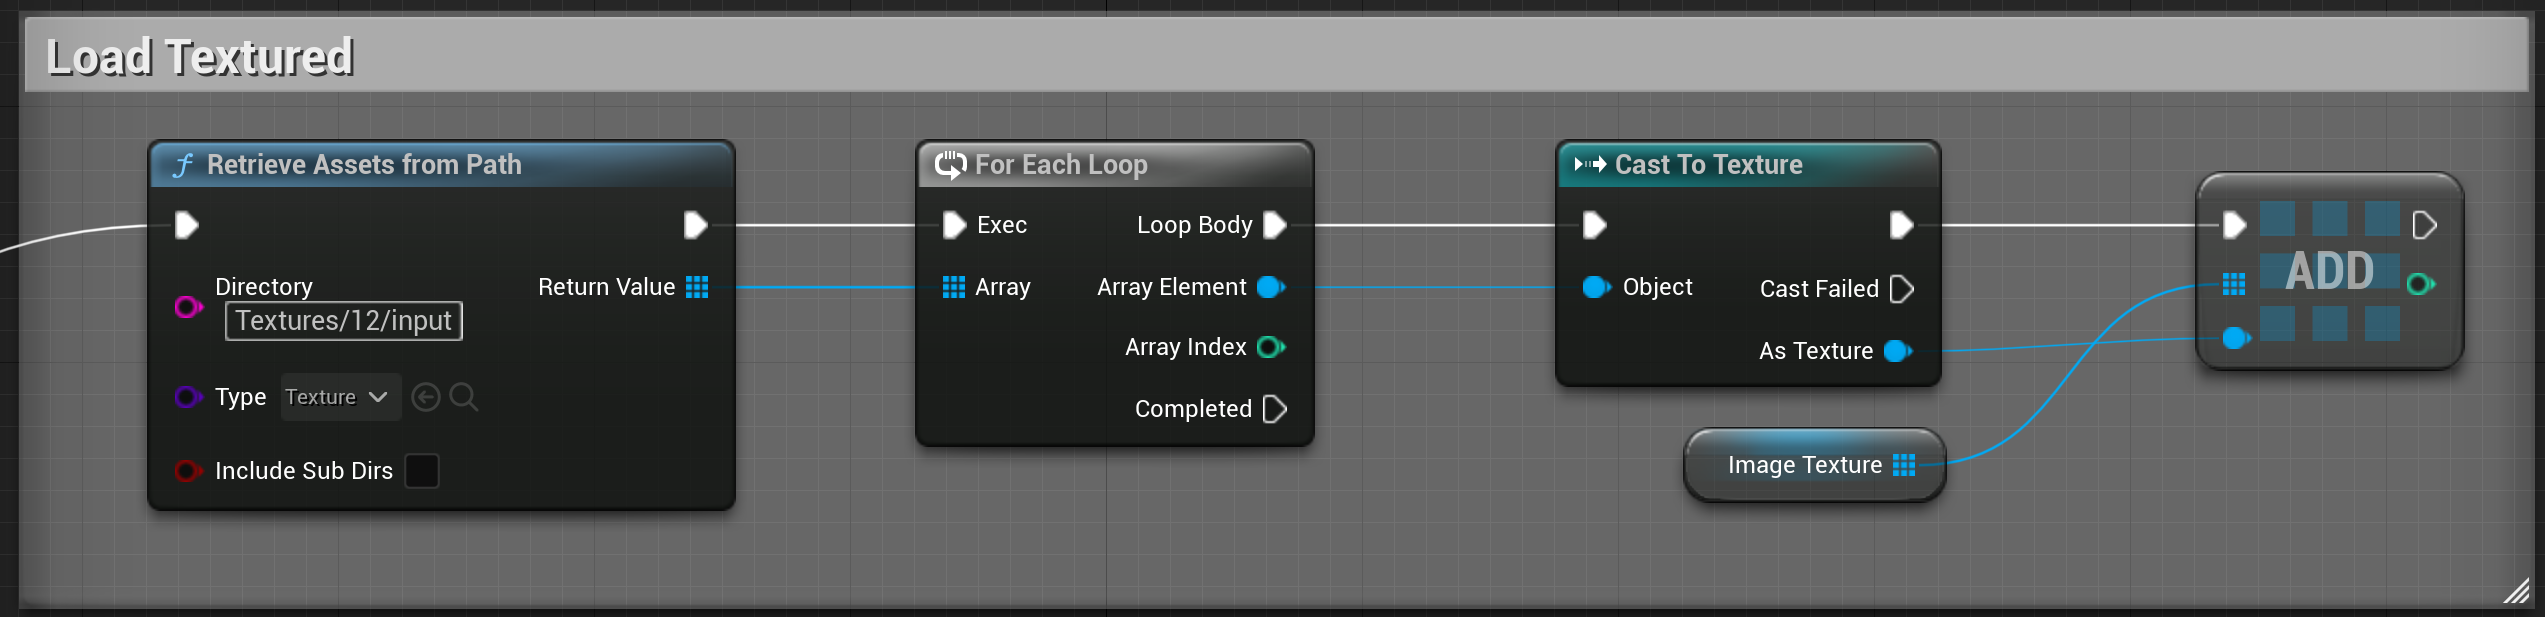 Load Textured
Retrieve Assets from Path
Directory
Textures/12/input
Return Value
Type
Texture
Include Sub Dirs
For Each Loop
Exec
Loop Body
Array
Array Element
Array Index
Completed
Cast To Texture
Object
Cast Failed
As Texture
Image Texture
ADD